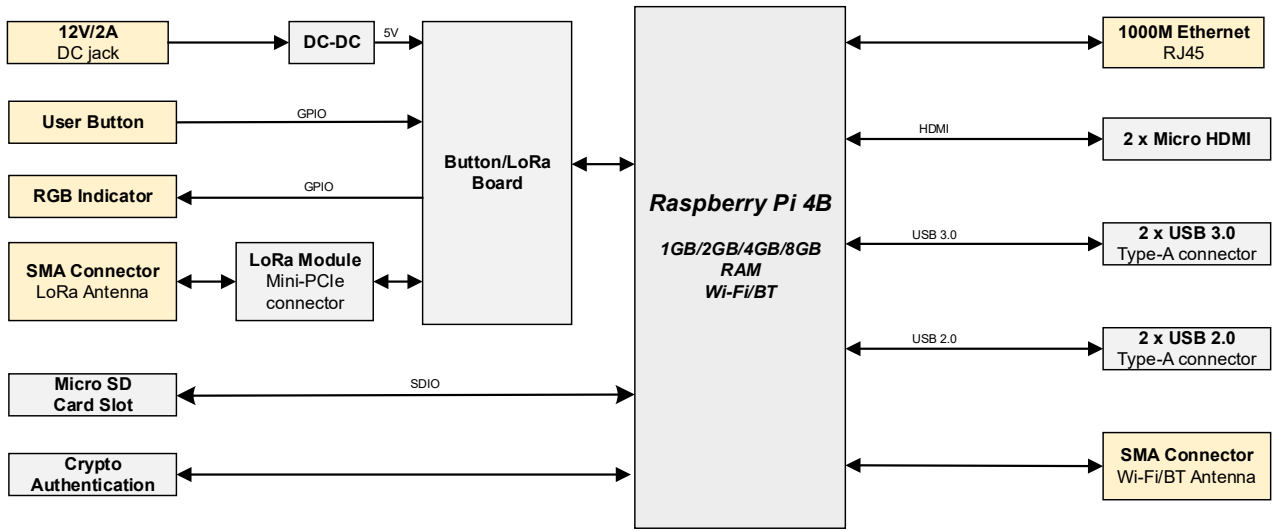 12V/2A
DC jack
DC-DC
5V
User Button
GPIO
RGB Indicator
GPIO
SMA Connector
LoRa Antenna
LoRa Module
Mini-PCIe
connector
Button/LoRa
Board
Micro SD
Card Slot
SDIO
Crypto
Authentication
Raspberry Pi 4B
1GB/2GB/4GB/8GB
RAM
Wi-Fi/BT
1000M Ethernet
RJ45
HDMI
2 x Micro HDMI
USB 3.0
2 x USB 3.0
Type-A connector
USB 2.0
2 x USB 2.0
Type-A connector
SMA Connector
Wi-Fi/BT Antenna